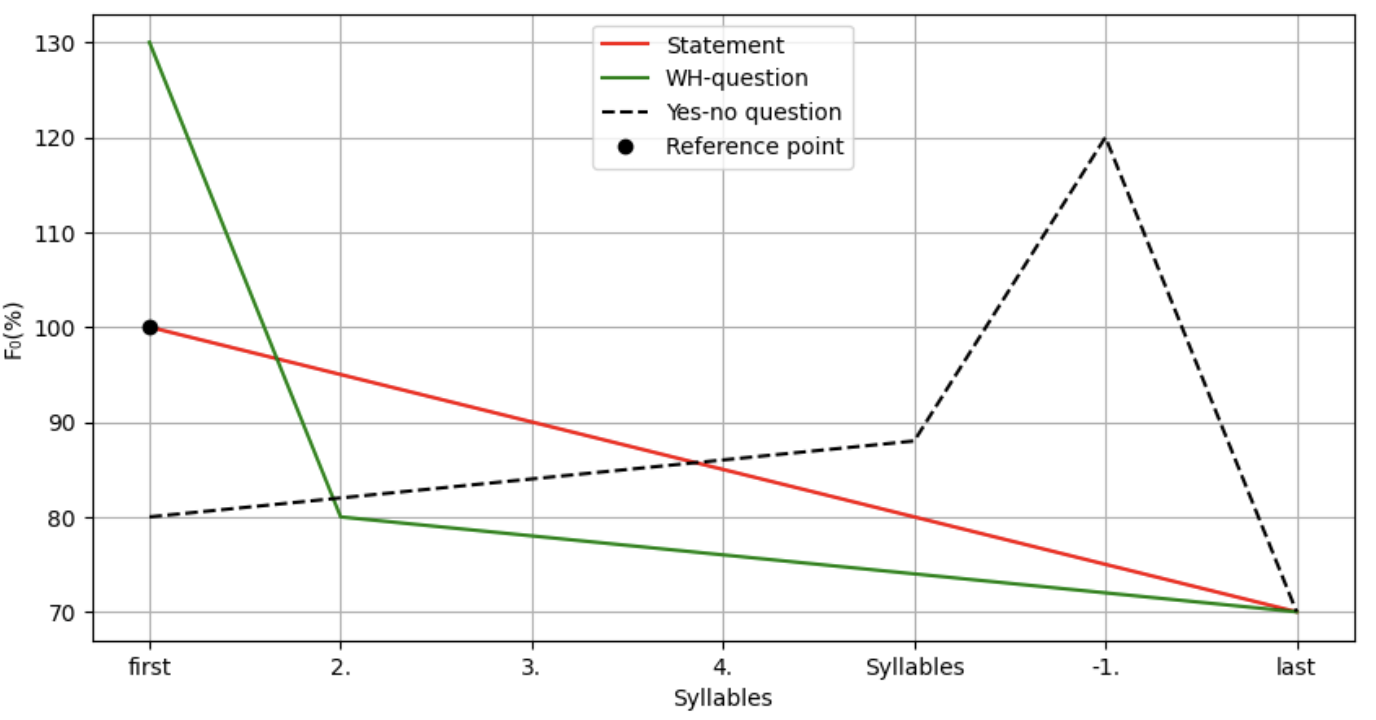 130
120
110
100
90
80
70
F₀(%)
Statement
WH-question
Yes-no question
Reference point
first 2. 3. 4. Syllables -1. last
Syllables